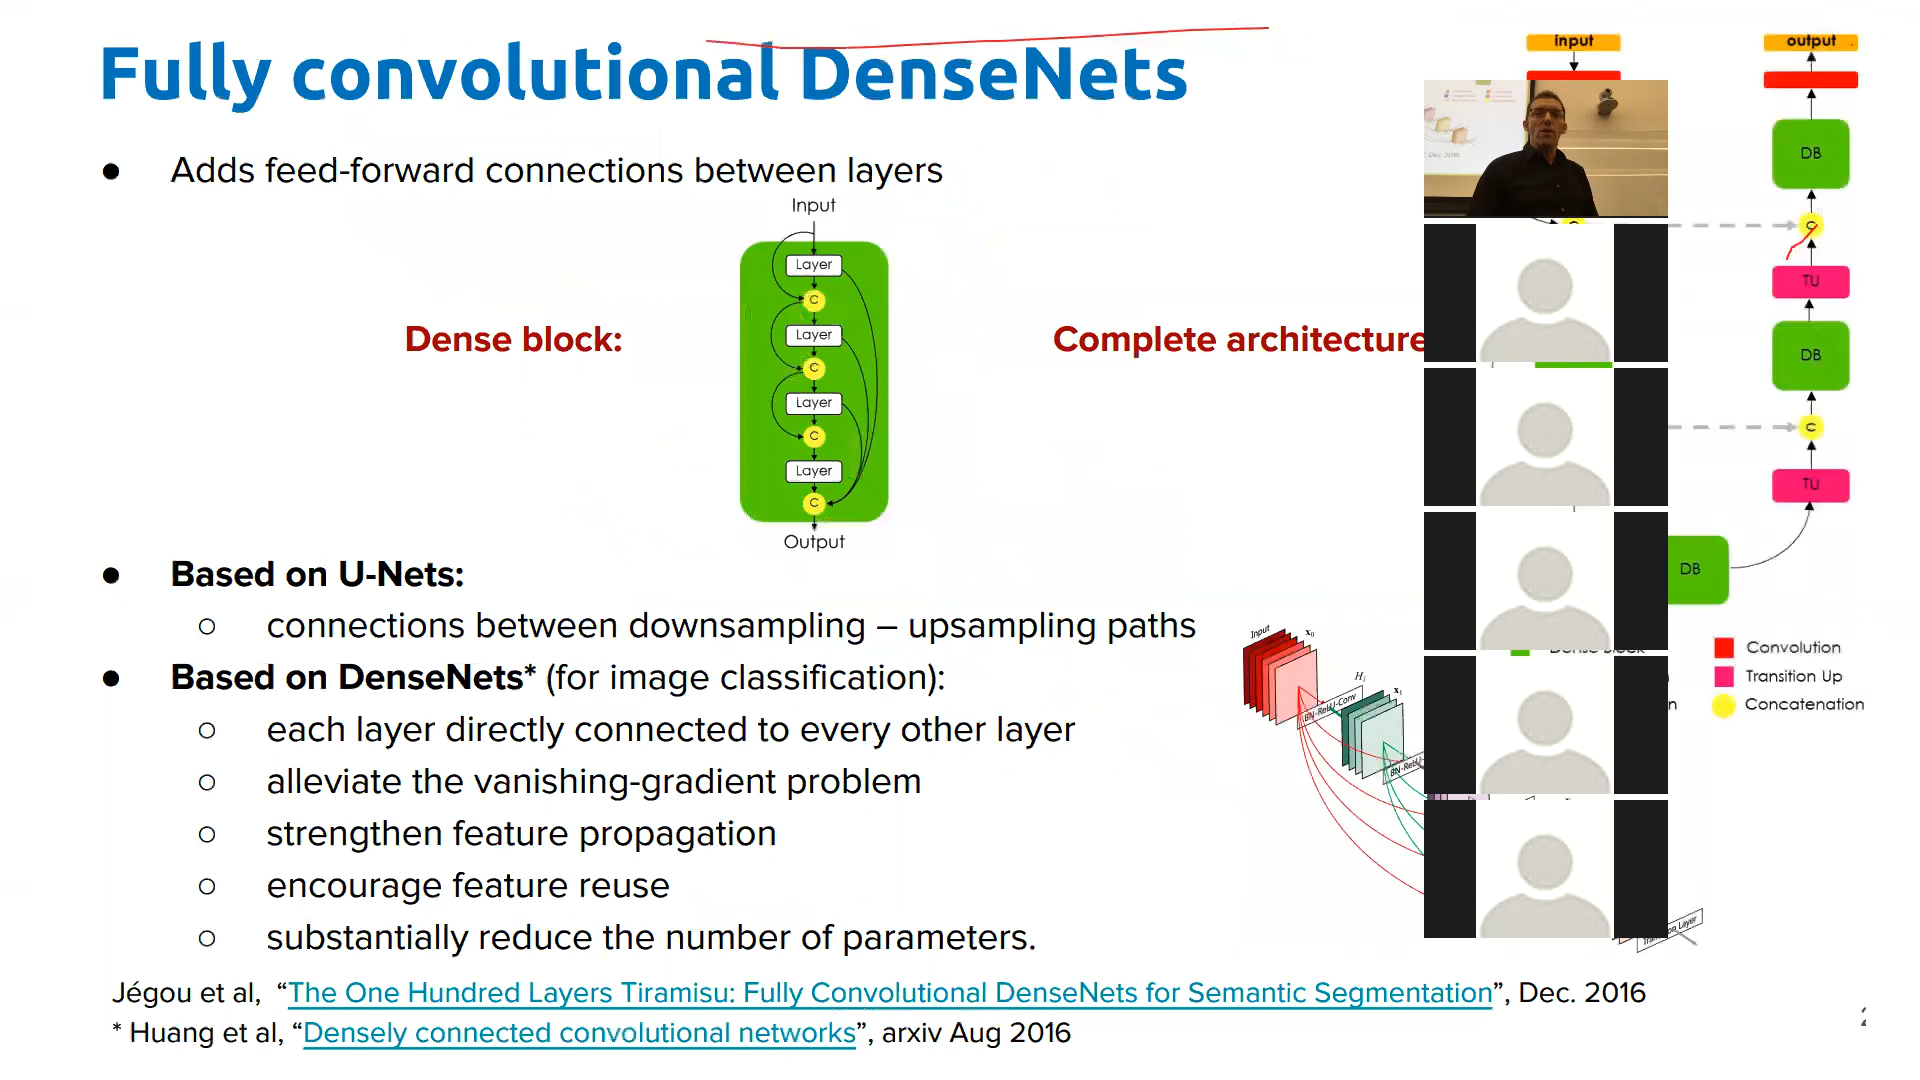 Fully convolutional DenseNets
● Adds feed-forward connections between layers
Input
Layer
C
Layer
C
Layer
C
Layer
C
Output
Dense block:
Complete architecture
input
output
DB
C
TU
DB
C
TU
DB
Convolution
Transition Up
Concatenation
● Based on U-Nets:
○ connections between downsampling – upsampling paths
● Based on DenseNets* (for image classification):
○ each layer directly connected to every other layer
○ alleviate the vanishing-gradient problem
○ strengthen feature propagation
○ encourage feature reuse
○ substantially reduce the number of parameters.
Input
x0
H1
BN-ReLU-Conv
x1
Jégou et al, “The One Hundred Layers Tiramisu: Fully Convolutional DenseNets for Semantic Segmentation”, Dec. 2016
* Huang et al, “Densely connected convolutional networks”, arxiv Aug 2016